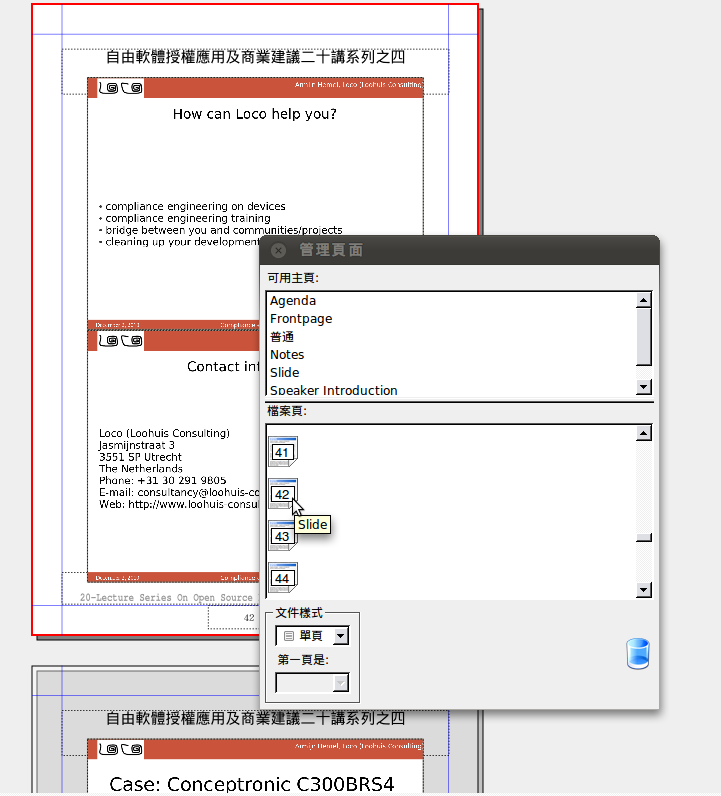 自由軟體授權應用及商業建議二十講系列之四
Armijn Hemel, Loco (Loohuis Consulting)
How can Loco help you?
• compliance engineering on devices
• compliance engineering training
• bridge between you and communities/projects
• cleaning up your development
December 2, 2010
Compliance
Contact inf
Loco (Loohuis Consulting)
Jasmijnstraat 3
3551 SP Utrecht
The Netherlands
Phone: +31 30 291 9805
E-mail: consultancy@loohuis-co
Web: http://www.loohuis-consul
Compliance
20-Lecture Series On Open Source
42
管理頁面
可用主頁:
Agenda
Frontpage
普通
Notes
Slide
Speaker Introduction
檔案頁:
41
42
Slide
43
44
文件樣式
單頁
第一頁是:
自由軟體授權應用及商業建議二十講系列之四
Armijn Hemel, Loco (Loohuis Consulting)
Case: Conceptronic C300BRS4